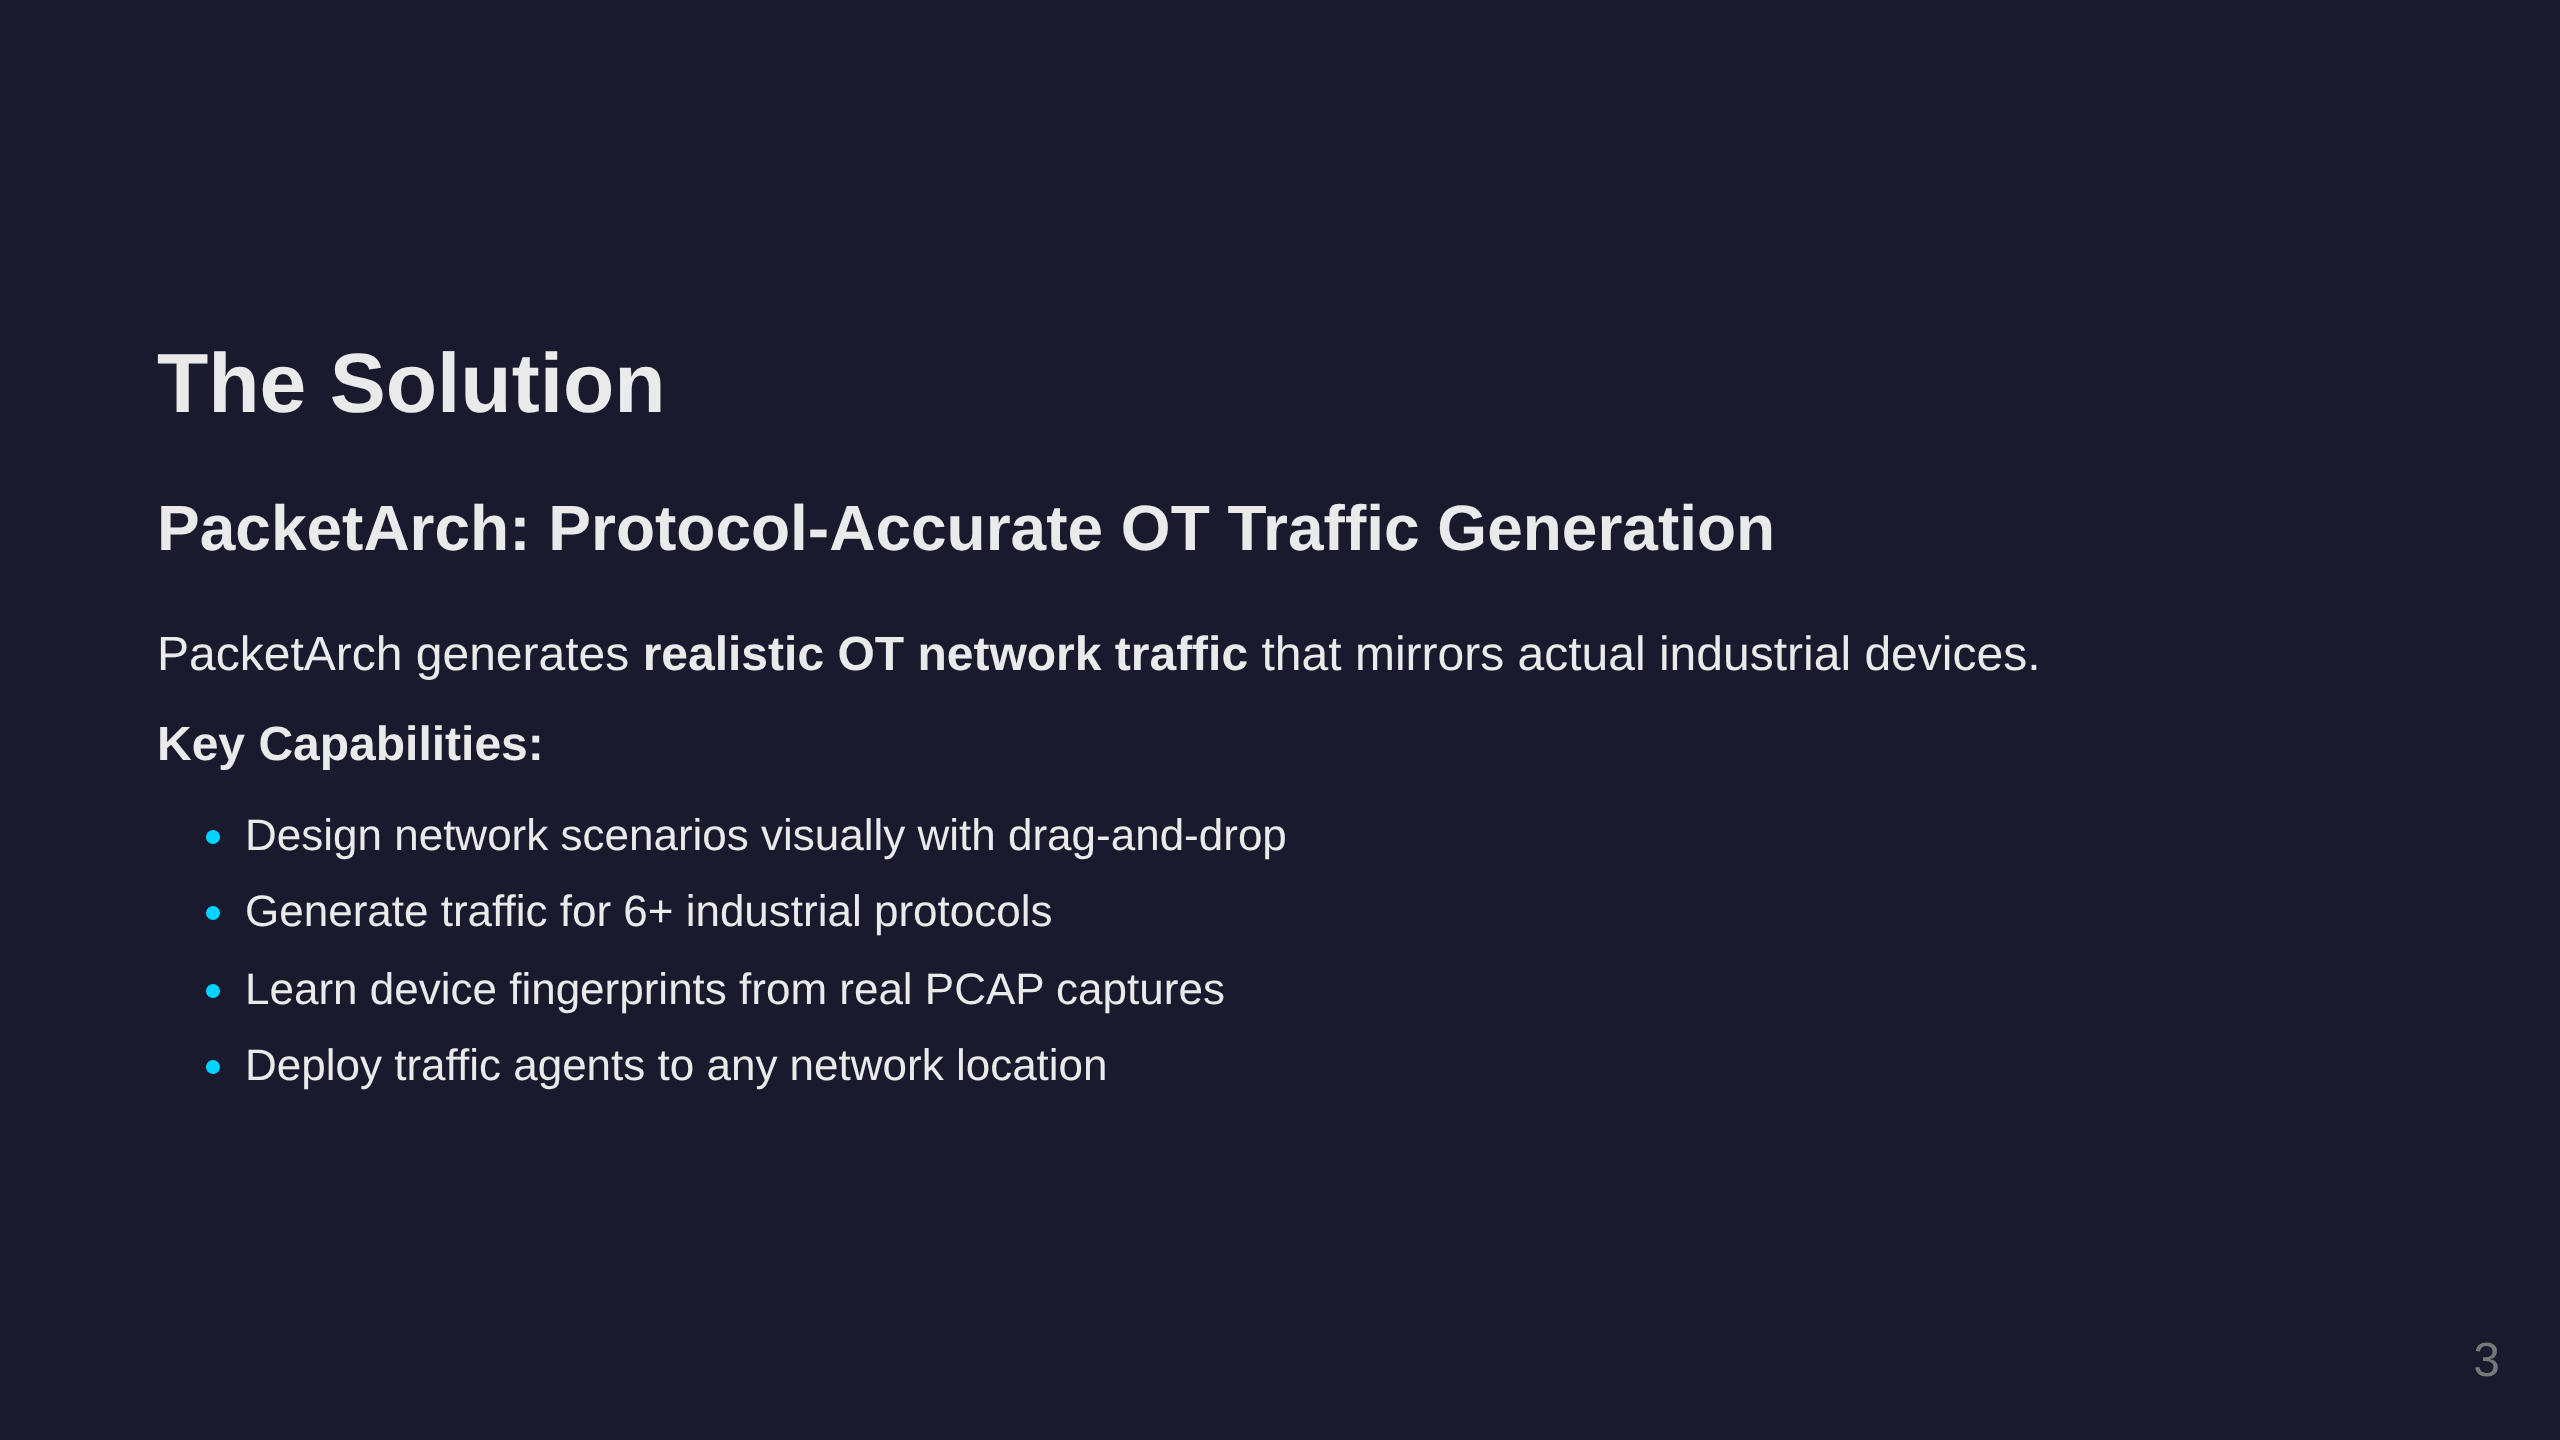 The Solution
PacketArch: Protocol-Accurate OT Traffic Generation
PacketArch generates realistic OT network traffic that mirrors actual industrial devices.
Key Capabilities:
• Design network scenarios visually with drag-and-drop
• Generate traffic for 6+ industrial protocols
• Learn device fingerprints from real PCAP captures
• Deploy traffic agents to any network location
3